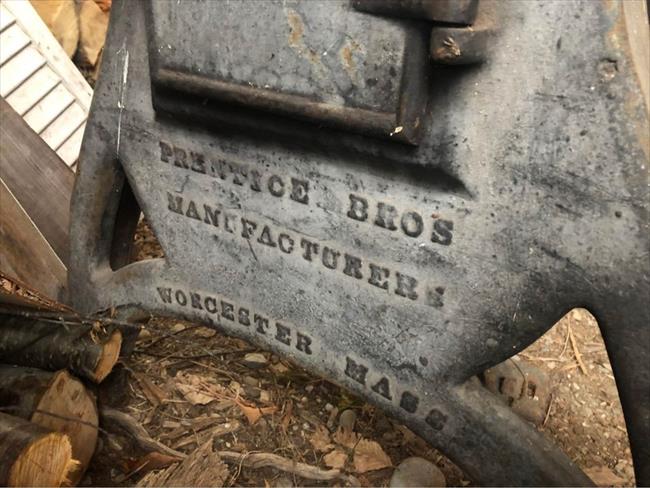 PRENTICE BROS
MANUFACTURERS
WORCESTER MASS